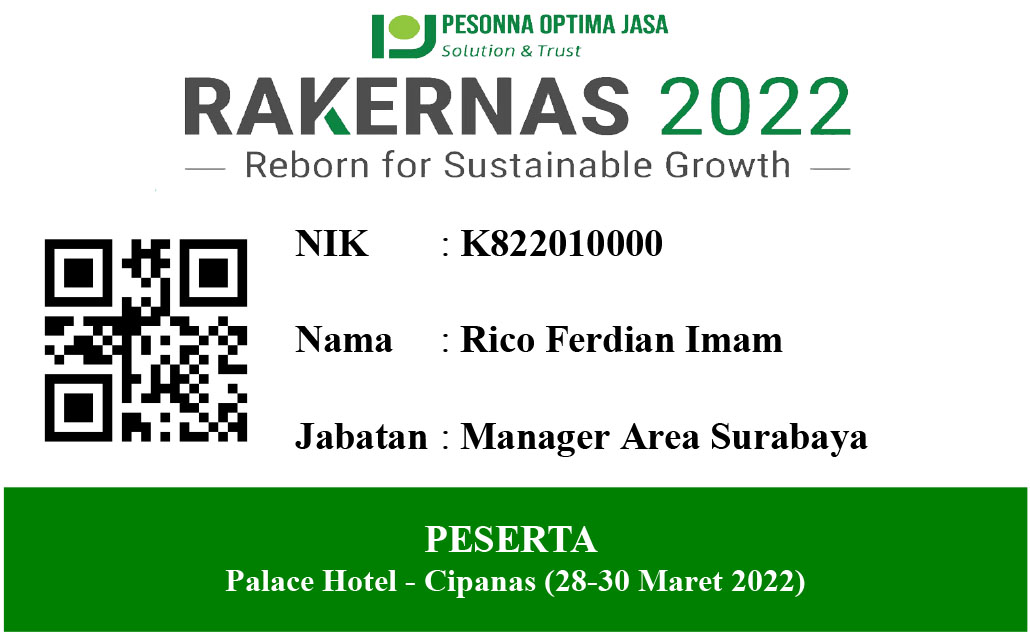 PESONNA OPTIMA JASA
Solution & Trust
RAKERNAS 2022
Reborn for Sustainable Growth
NIK : K822010000
Nama : Rico Ferdian Imam
Jabatan : Manager Area Surabaya
PESERTA
Palace Hotel - Cipanas (28-30 Maret 2022)